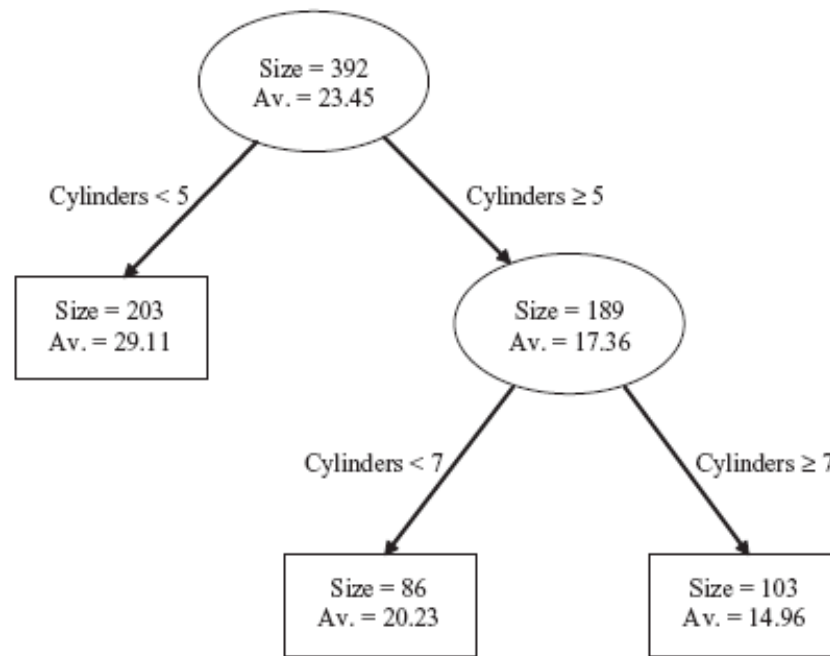 Size = 392
Av. = 23.45
Cylinders < 5
Cylinders ≥ 5
Size = 203
Av. = 29.11
Size = 189
Av. = 17.36
Cylinders < 7
Cylinders ≥ 7
Size = 86
Av. = 20.23
Size = 103
Av. = 14.96